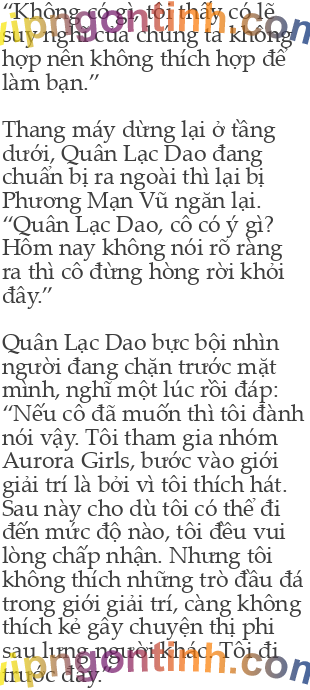 “Không có gì, tôi thấy có lẽ
suy nghĩ của chúng ta không
hợp nên không thích hợp để
làm bạn.”
Thang máy dừng lại ở tầng
dưới, Quân Lạc Dao đang
chuẩn bị ra ngoài thì lại bị
Phương Mạn Vũ ngăn lại.
“Quân Lạc Dao, cô có ý gì?
Hôm nay không nói rõ ràng
ra thì cô đừng hòng rời khỏi
đây.”
Quân Lạc Dao bực bội nhìn
người đang chặn trước mặt
mình, nghĩ một lúc rồi đáp:
“Nếu cô đã muốn thì tôi đành
nói vậy. Tôi tham gia nhóm
Aurora Girls, bước vào giới
giải trí là bởi vì tôi thích hát.
Sau này cho dù tôi có thể đi
đến mức độ nào, tôi đều vui
lòng chấp nhận. Nhưng tôi
không thích những trò đầu đá
trong giới giải trí, càng không
thích kẻ gây chuyện thị phi
sau lưng người khác. Tôi đi
trước đây.
vipngontinh.com
vipngontinh.com